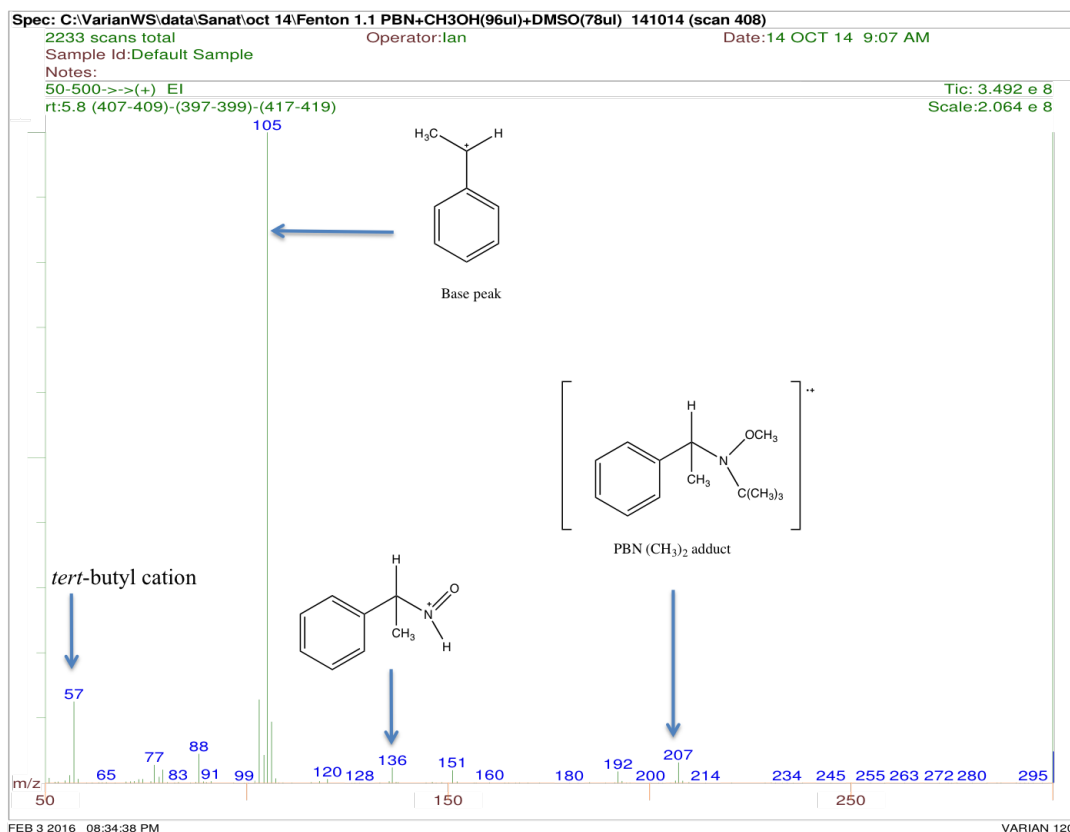 Spec: C:\VarianWS\data\Sanat\oct 14\Fenton 1.1 PBN+CH3OH(96ul)+DMSO(78ul) 141014 (scan 408)
2233 scans total Operator:Ian Date:14 OCT 14 9:07 AM
Sample Id:Default Sample
Notes:
50-500->->(+) EI Tic: 3.492 e 8
rt:5.8 (407-409)-(397-399)-(417-419) Scale:2.064 e 8
105
H₃C H
+
Base peak
H
OCH₃
N
CH₃
C(CH₃)₃
·+
PBN (CH₃)₂ adduct
tert-butyl cation
H
O
N
+
CH₃
H
57 65 77 83 88 91 99 120 128 136 151 160 180 192 200 207 214 234 245 255 263 272 280 295
m/z
50 150 250
FEB 3 2016 08:34:38 PM VARIAN 120